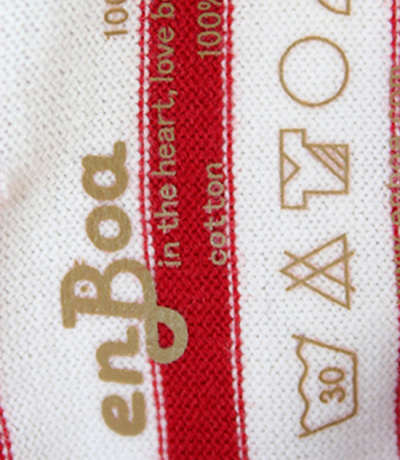 enBoa
in the heart, love b
100%
cotton
30